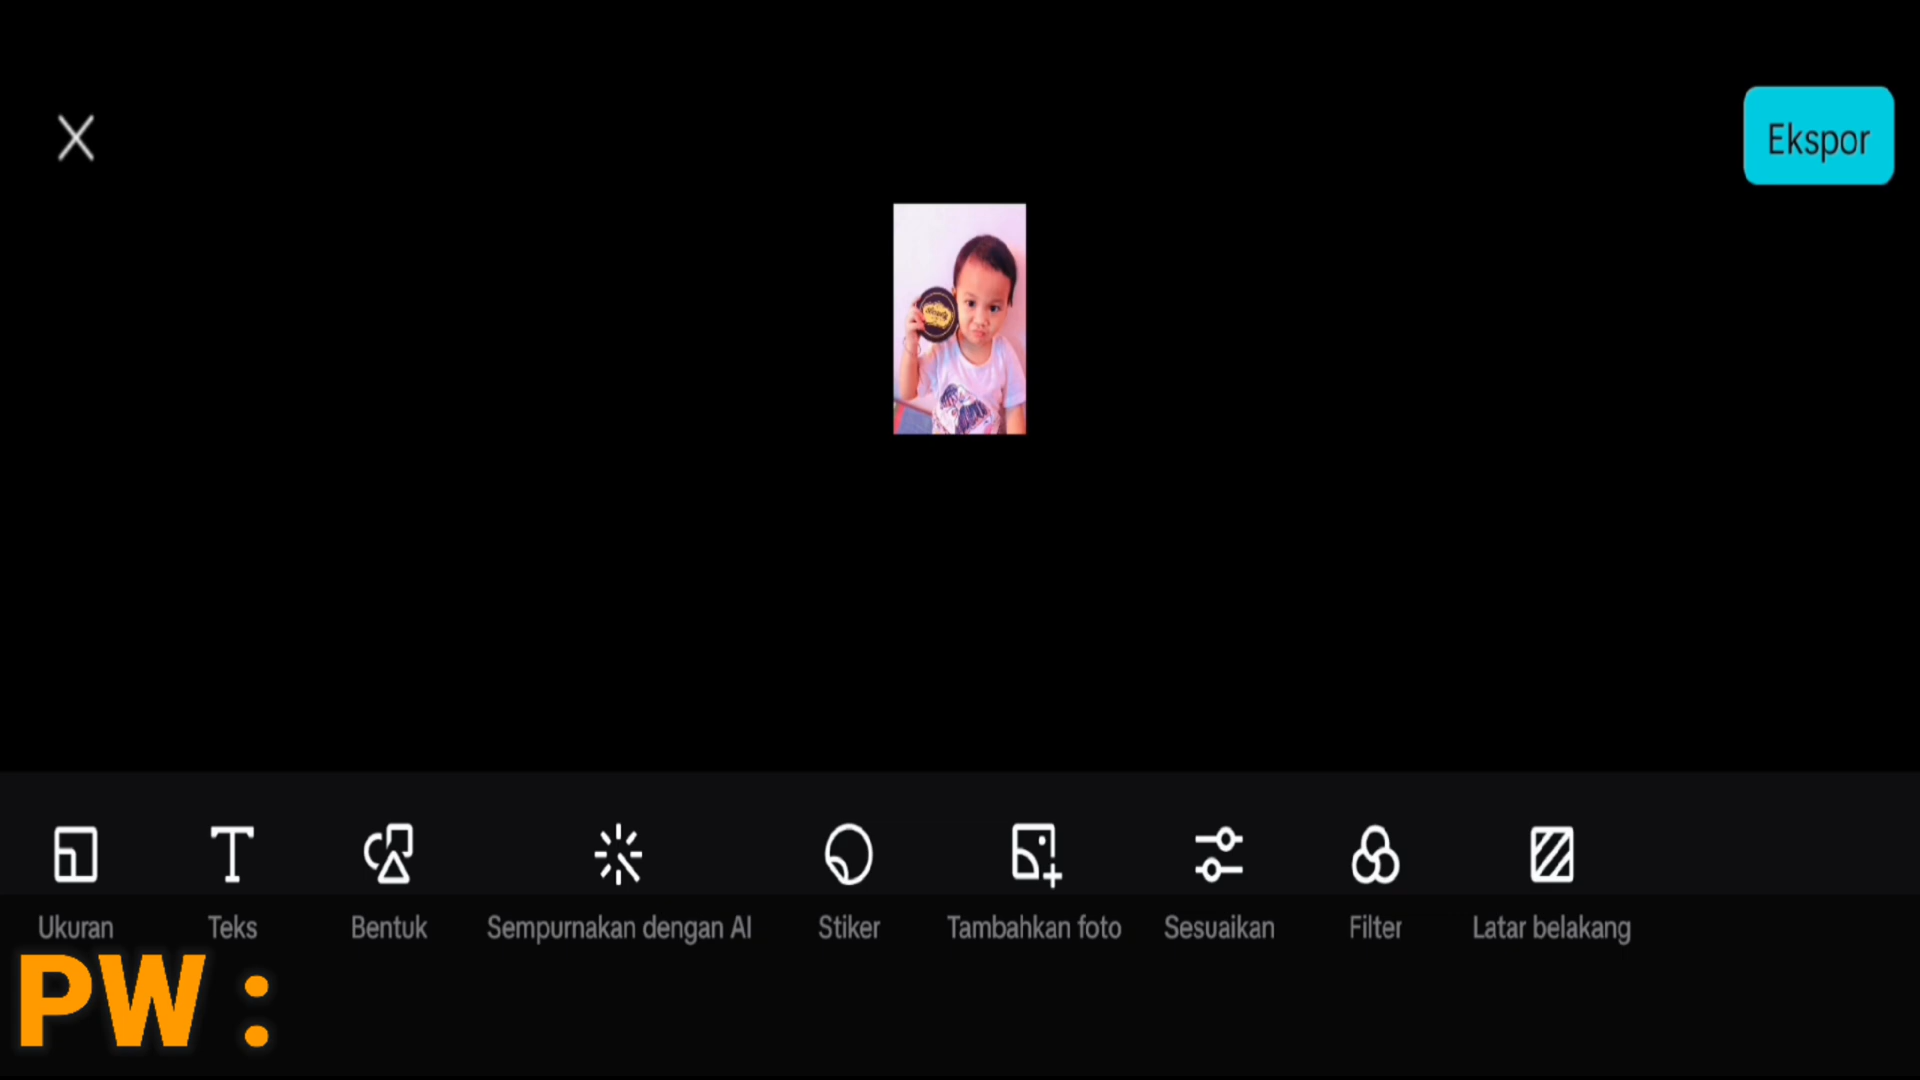 Ekspor
Ukuran
Teks
Bentuk
Sempurnakan dengan AI
Stiker
Tambahkan foto
Sesuaikan
Filter
Latar belakang
PW :